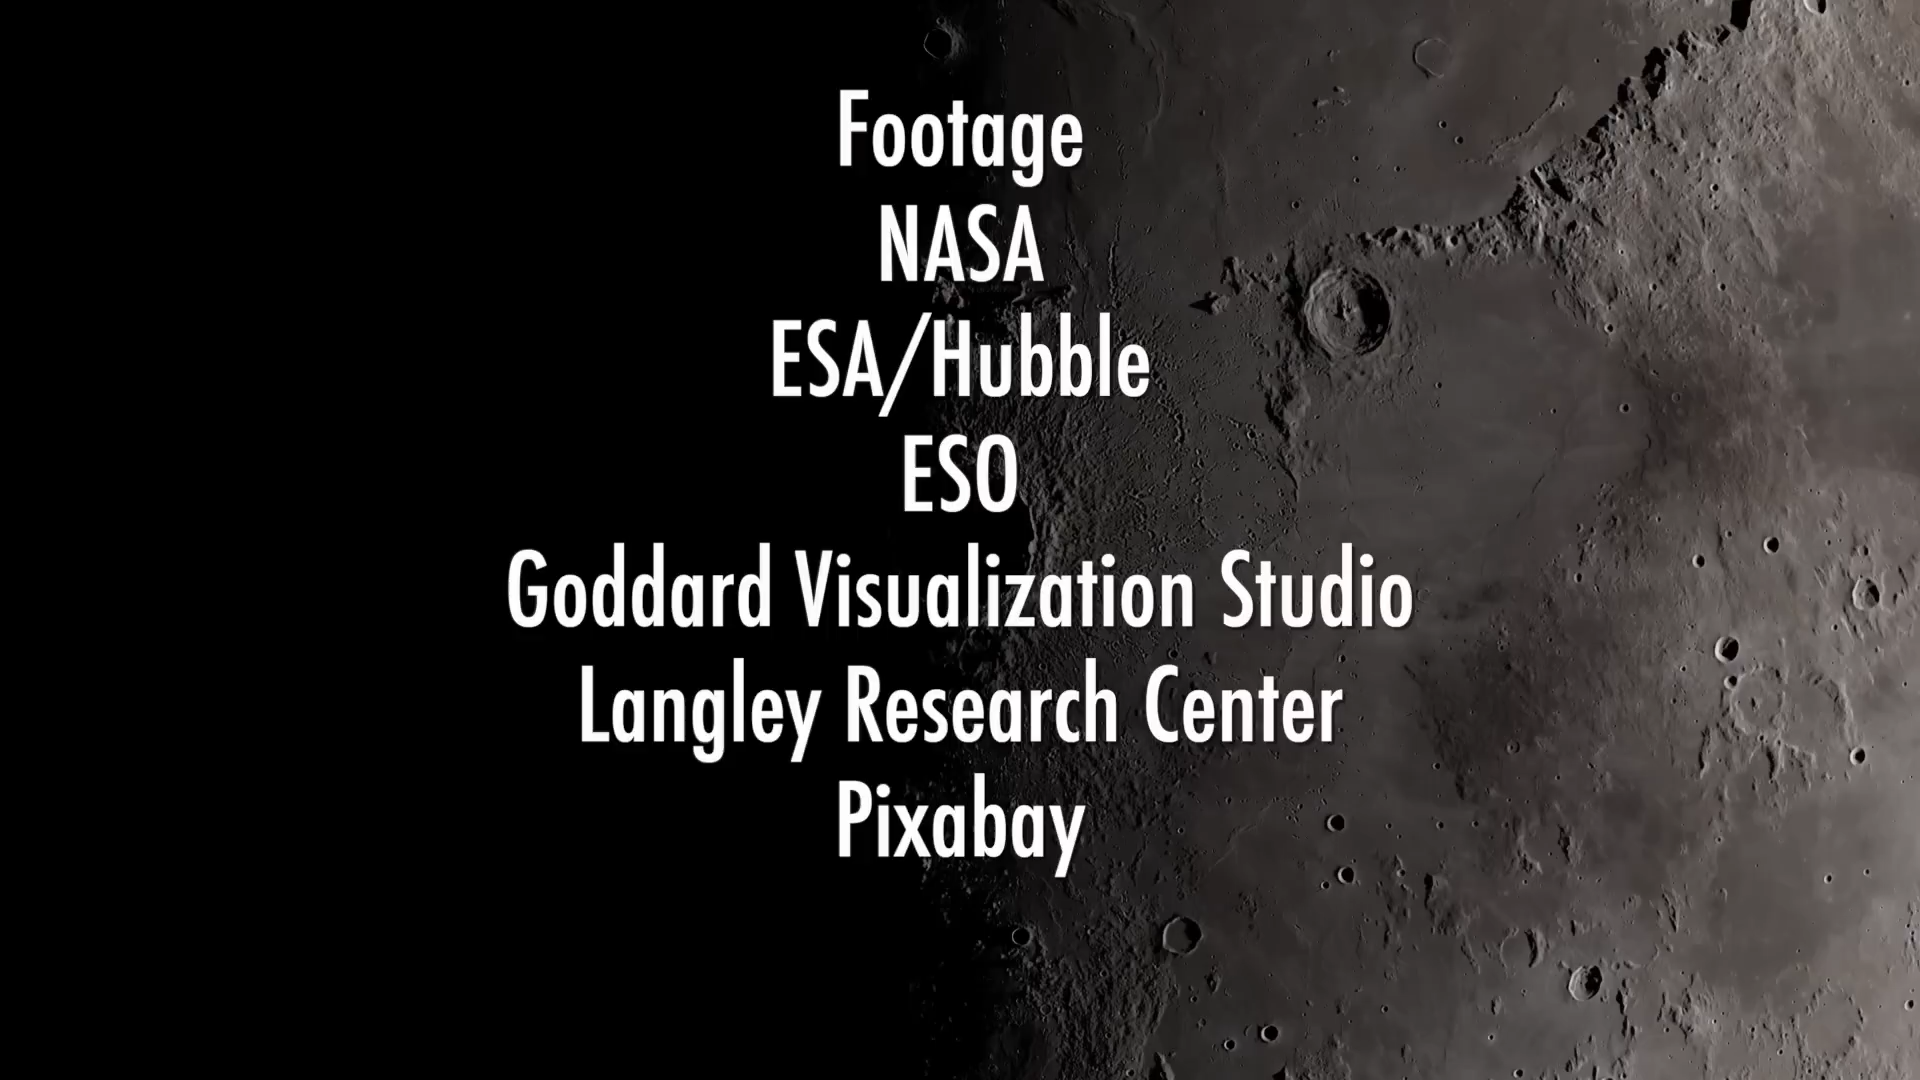 Footage
NASA
ESA/Hubble
ESO
Goddard Visualization Studio
Langley Research Center
Pixabay